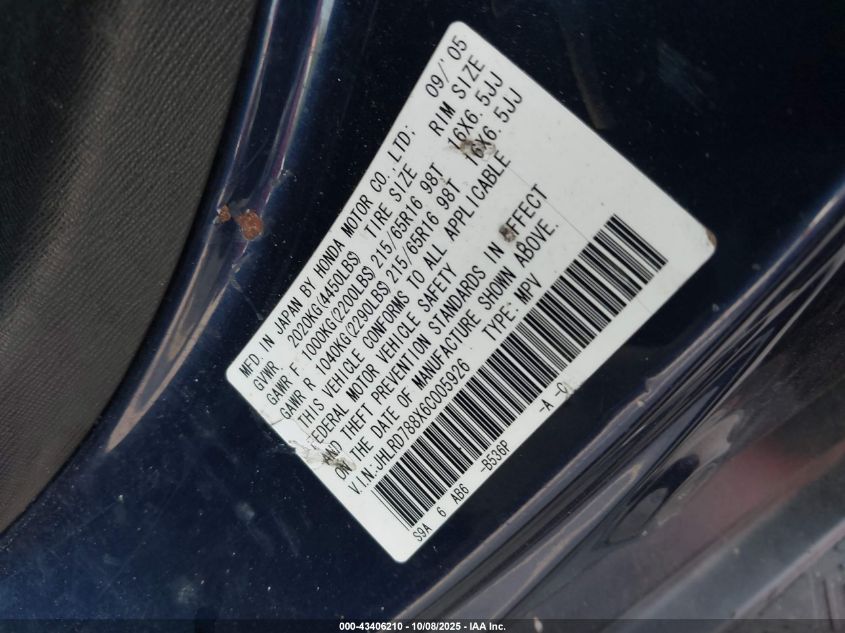 MFD. IN JAPAN BY HONDA MOTOR CO., LTD: 09/'05
GVWR 2020KG(4450LBS) TIRE SIZE RIM SIZE
GAWR F 1000KG(2200LBS) 215/65R16 98T 16X6.5JJ
GAWR R 1040KG(2290LBS) 215/65R16 98T 16X6.5JJ
THIS VEHICLE CONFORMS TO ALL APPLICABLE
FEDERAL MOTOR VEHICLE SAFETY
AND THEFT PREVENTION STANDARDS IN EFFECT
ON THE DATE OF MANUFACTURE SHOWN ABOVE.
V.I.N:JHLRD788X6C005926 TYPE: MPV
S9A 6 AB6 -B536P -A -C
000-43406210 - 10/08/2025 - IAA Inc.